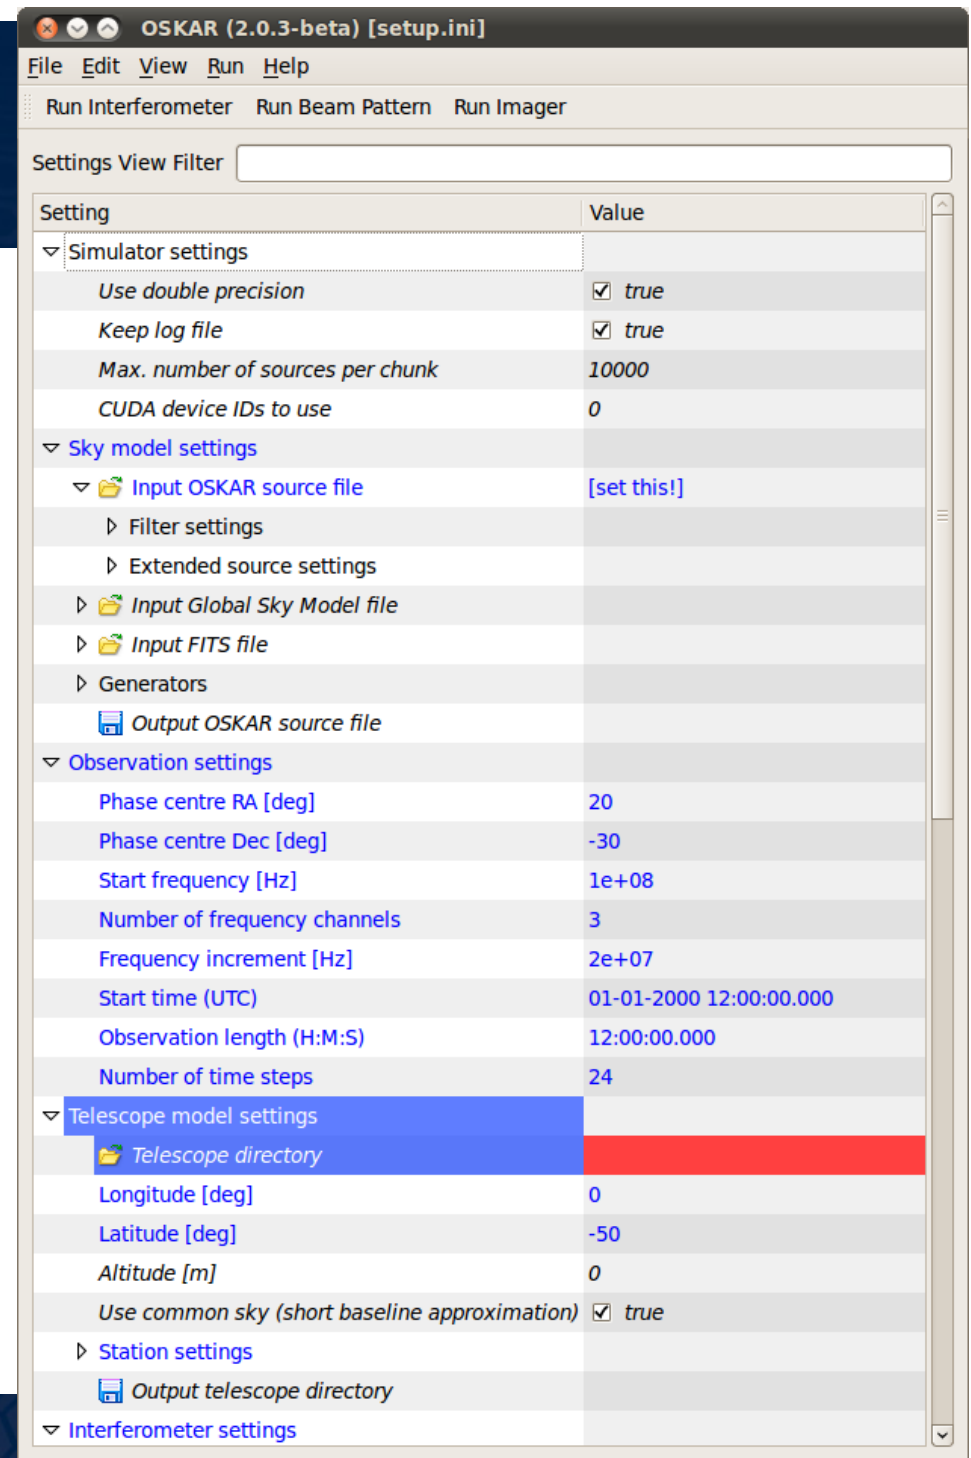 OSKAR (2.0.3-beta) [setup.ini]
File Edit View Run Help
Run Interferometer Run Beam Pattern Run Imager
Settings View Filter
Setting Value
Simulator settings
Use double precision true
Keep log file true
Max. number of sources per chunk 10000
CUDA device IDs to use 0
Sky model settings
Input OSKAR source file [set this!]
Filter settings
Extended source settings
Input Global Sky Model file
Input FITS file
Generators
Output OSKAR source file
Observation settings
Phase centre RA [deg] 20
Phase centre Dec [deg] -30
Start frequency [Hz] 1e+08
Number of frequency channels 3
Frequency increment [Hz] 2e+07
Start time (UTC) 01-01-2000 12:00:00.000
Observation length (H:M:S) 12:00:00.000
Number of time steps 24
Telescope model settings
Telescope directory
Longitude [deg] 0
Latitude [deg] -50
Altitude [m] 0
Use common sky (short baseline approximation) true
Station settings
Output telescope directory
Interferometer settings